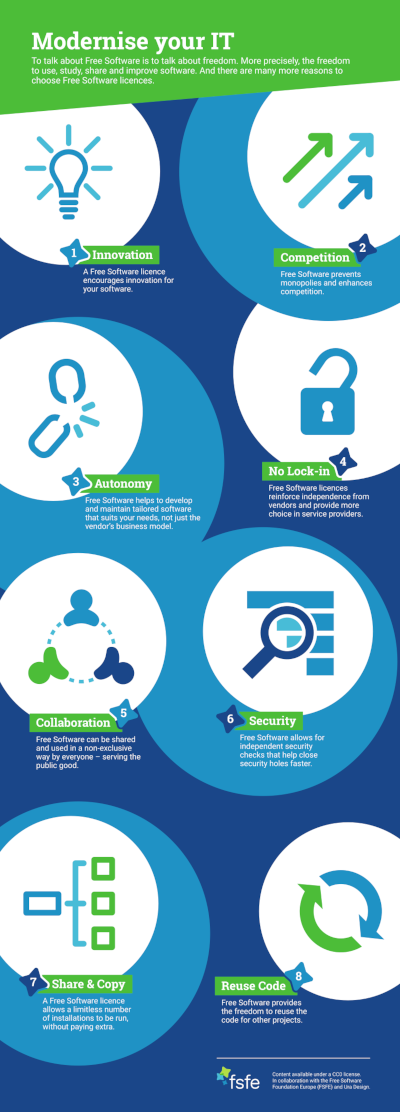 Modernise your IT
To talk about Free Software is to talk about freedom. More precisely, the freedom
to use, study, share and improve software. And there are many more reasons to
choose Free Software licences.
1 Innovation
A Free Software licence
encourages innovation for
your software.
2
Competition
Free Software prevents
monopolies and enhances
competition.
3 Autonomy
Free Software helps to develop
and maintain tailored software
that suits your needs, not just the
vendor's business model.
4
No Lock-in
Free Software licences
reinforce independence from
vendors and provide more
choice in service providers.
5
Collaboration
Free Software can be shared
and used in a non-exclusive
way by everyone – serving the
public good.
6 Security
Free Software allows for
independent security
checks that help close
security holes faster.
7 Share & Copy
A Free Software licence
allows a limitless number
of installations to be run,
without paying extra.
8
Reuse Code
Free Software provides
the freedom to reuse the
code for other projects.
fsfe
Content available under a CC0 license.
In collaboration with the Free Software
Foundation Europe (FSFE) and Ura Design.